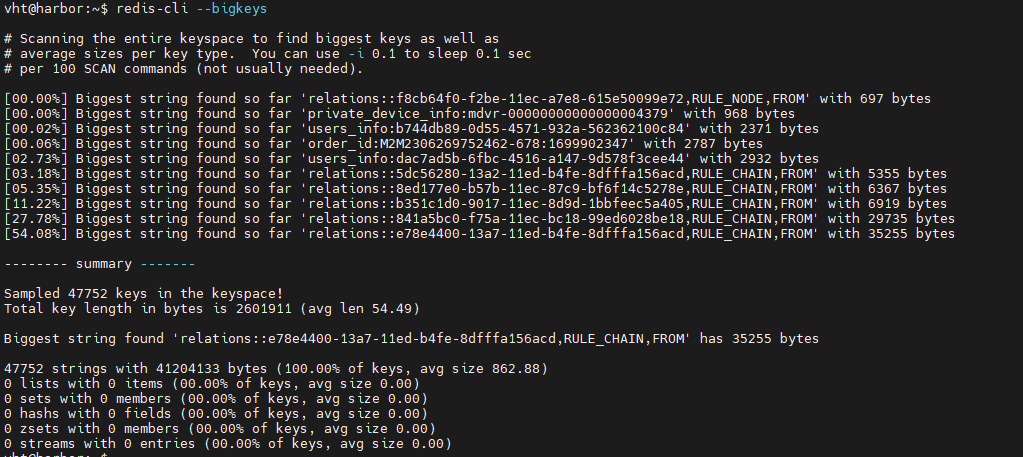 vht@harbor:~$ redis-cli --bigkeys
# Scanning the entire keyspace to find biggest keys as well as
# average sizes per key type.  You can use -i 0.1 to sleep 0.1 sec
# per 100 SCAN commands (not usually needed).
[00.00%] Biggest string found so far 'relations::f8cb64f0-f2be-11ec-a7e8-615e50099e72,RULE_NODE,FROM' with 697 bytes
[00.00%] Biggest string found so far 'private_device_info:mdvr-00000000000000004379' with 968 bytes
[00.02%] Biggest string found so far 'users_info:b744db89-0d55-4571-932a-562362100c84' with 2371 bytes
[00.06%] Biggest string found so far 'order_id:M2M2306269752462-678:1699902347' with 2787 bytes
[02.73%] Biggest string found so far 'users_info:dac7ad5b-6fbc-4516-a147-9d578f3cee44' with 2932 bytes
[03.18%] Biggest string found so far 'relations::5dc56280-13a2-11ed-b4fe-8dfffa156acd,RULE_CHAIN,FROM' with 5355 bytes
[05.35%] Biggest string found so far 'relations::8ed177e0-b57b-11ec-87c9-bf6f14c5278e,RULE_CHAIN,FROM' with 6367 bytes
[11.22%] Biggest string found so far 'relations::b351c1d0-9017-11ec-8d9d-1bbfeec5a405,RULE_CHAIN,FROM' with 6919 bytes
[27.78%] Biggest string found so far 'relations::841a5bc0-f75a-11ec-bc18-99ed6028be18,RULE_CHAIN,FROM' with 29735 bytes
[54.08%] Biggest string found so far 'relations::e78e4400-13a7-11ed-b4fe-8dfffa156acd,RULE_CHAIN,FROM' with 35255 bytes
-------- summary -------
Sampled 47752 keys in the keyspace!
Total key length in bytes is 2601911 (avg len 54.49)
Biggest string found 'relations::e78e4400-13a7-11ed-b4fe-8dfffa156acd,RULE_CHAIN,FROM' has 35255 bytes
47752 strings with 41204133 bytes (100.00% of keys, avg size 862.88)
0 lists with 0 items (00.00% of keys, avg size 0.00)
0 sets with 0 members (00.00% of keys, avg size 0.00)
0 hashs with 0 fields (00.00% of keys, avg size 0.00)
0 zsets with 0 members (00.00% of keys, avg size 0.00)
0 streams with 0 entries (00.00% of keys, avg size 0.00)
vht@harbor:~$